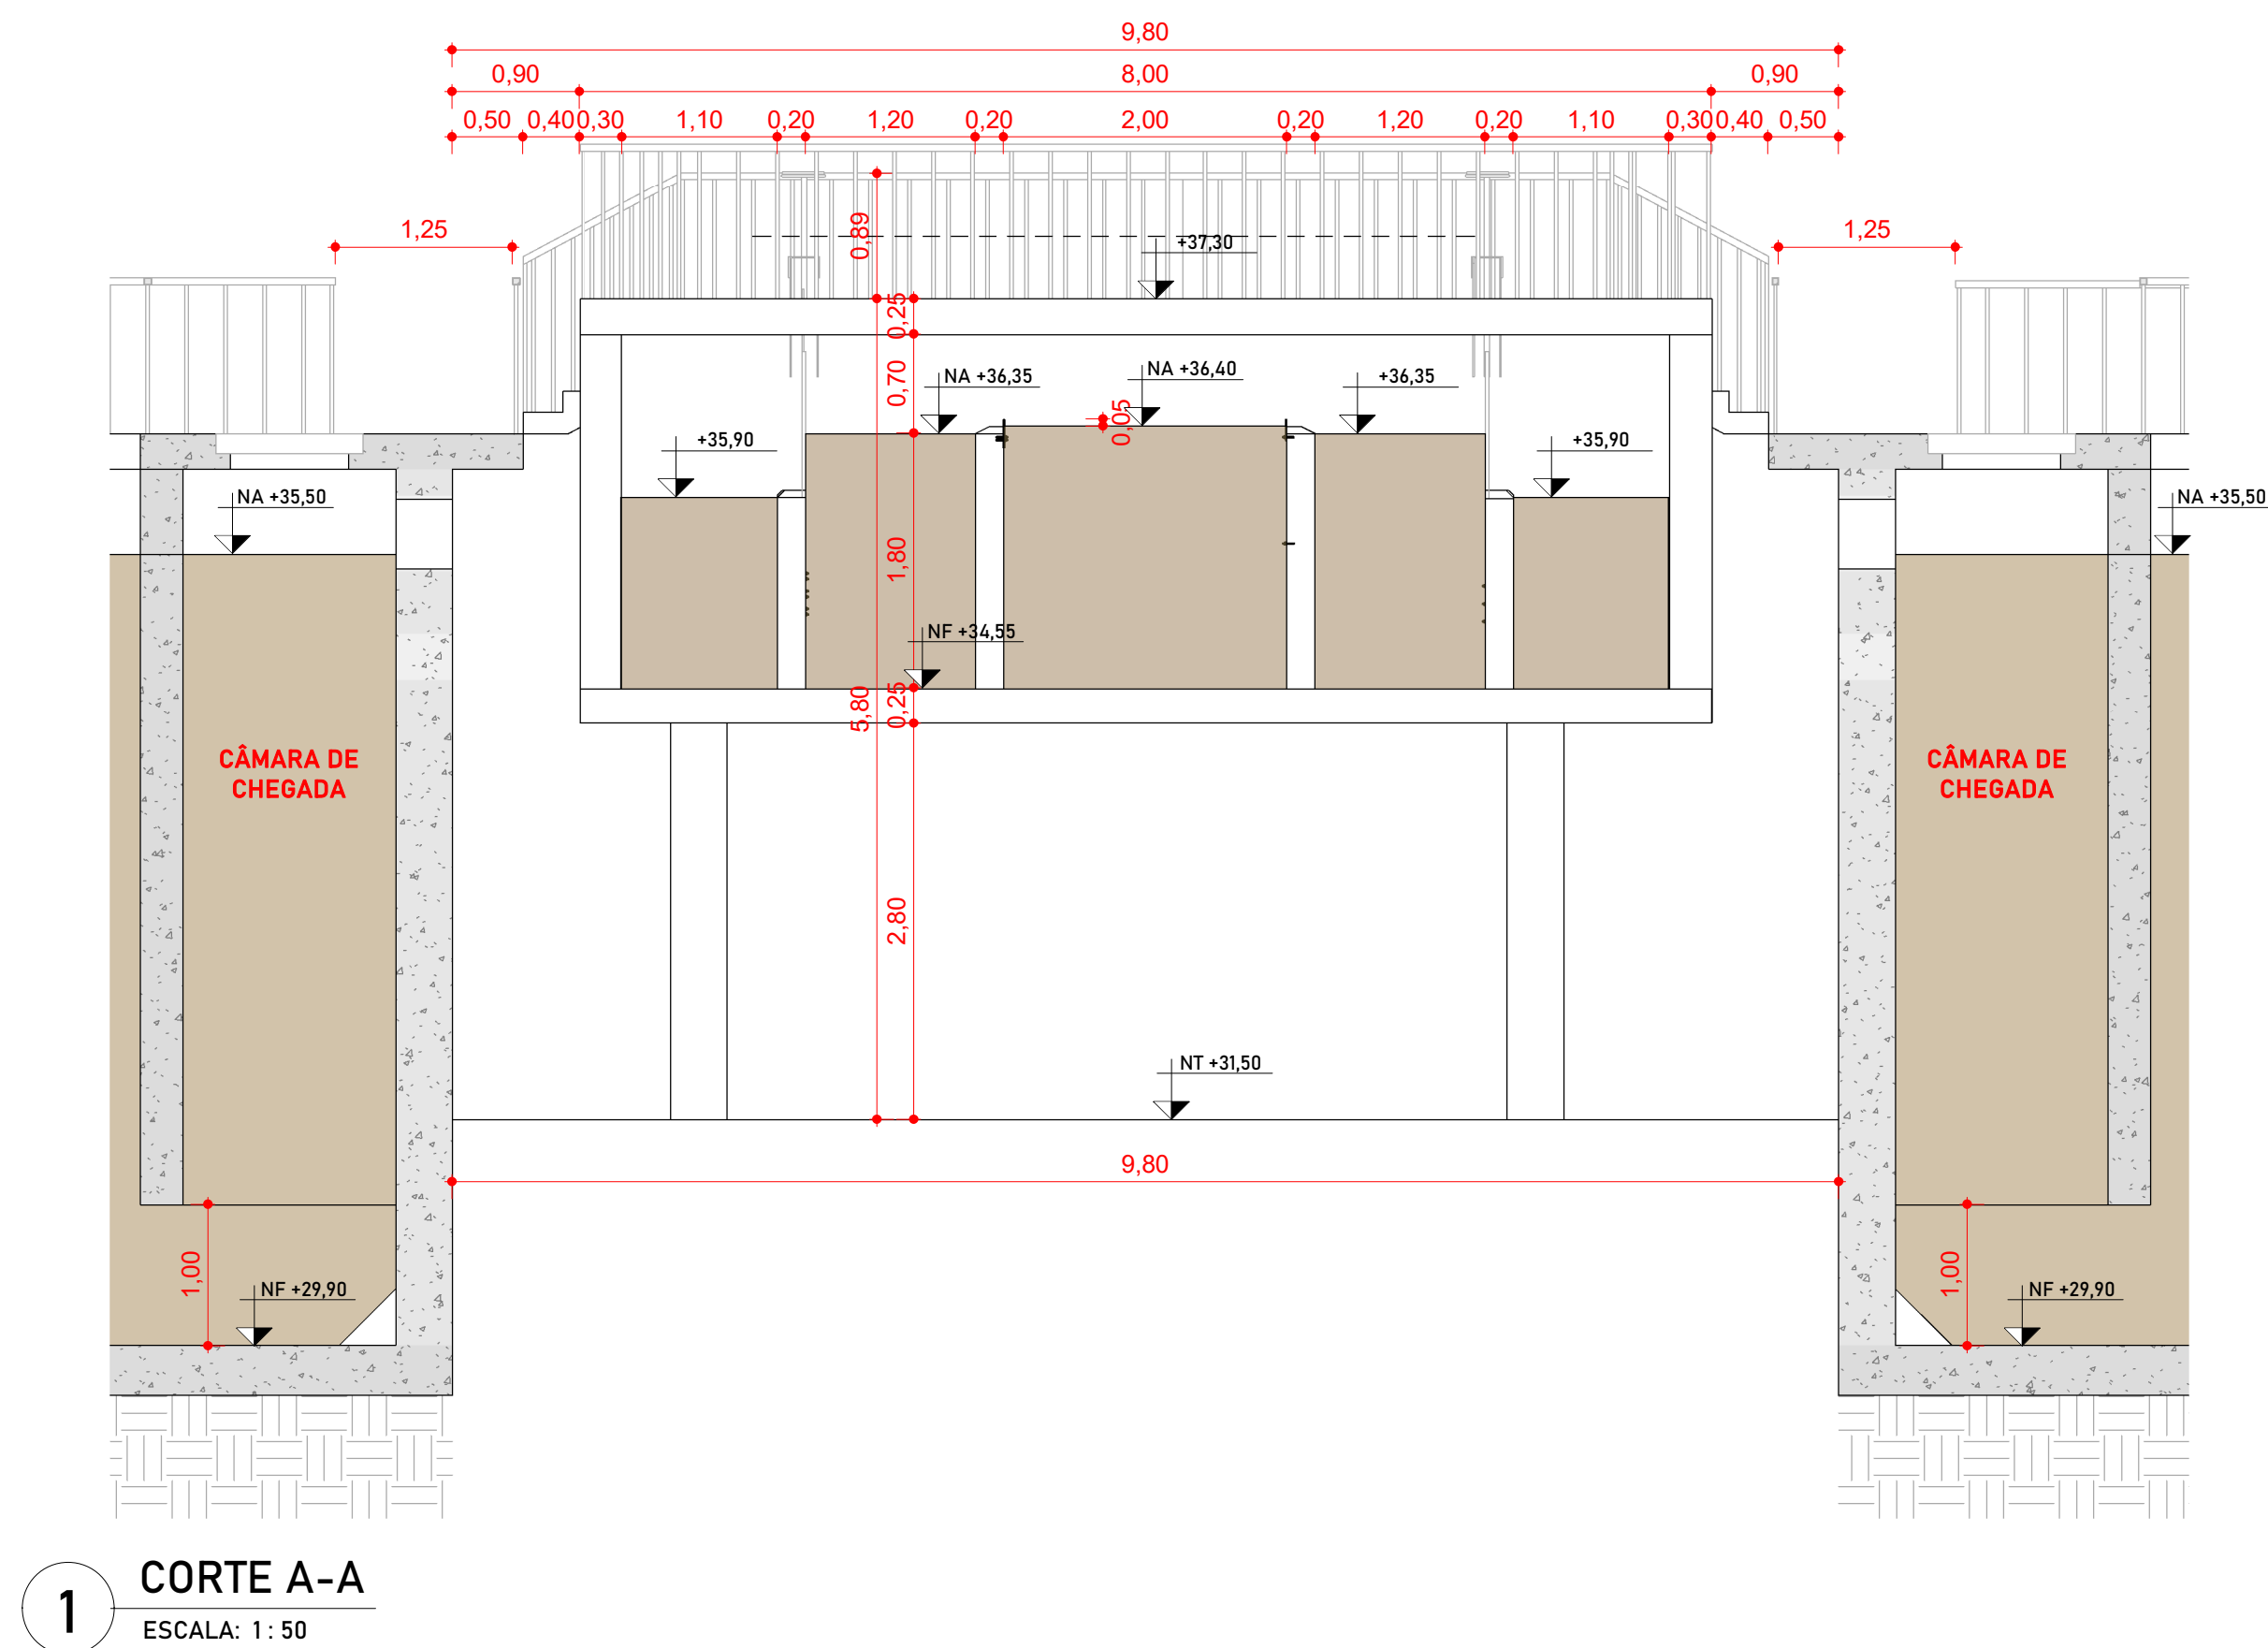 9,80
0,90
8,00
0,90
0,50
0,40
0,30
1,10
0,20
1,20
0,20
2,00
0,20
1,20
0,20
1,10
0,30
0,40
0,50
1,25
0,89
+37,30
1,25
0,25
0,70
NA +36,35
NA +36,40
+36,35
0,05
+35,90
+35,90
NA +35,50
NA +35,50
1,80
NF +34,55
5,80
0,25
CÂMARA DE
CHEGADA
CÂMARA DE
CHEGADA
2,80
NT +31,50
9,80
1,00
NF +29,90
1,00
NF +29,90
1
CORTE A-A
ESCALA: 1 : 50